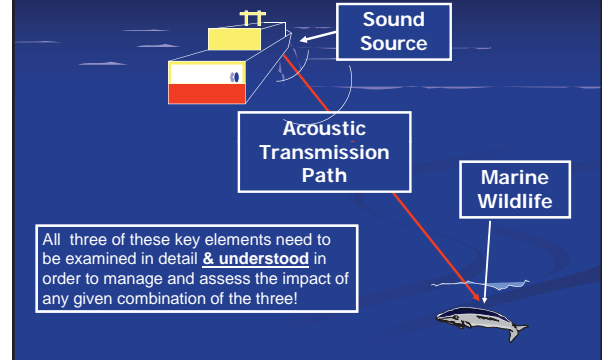 Sound
Source
Acoustic
Transmission
Path
Marine
Wildlife
All three of these key elements need to
be examined in detail & understood in
order to manage and assess the impact of
any given combination of the three!